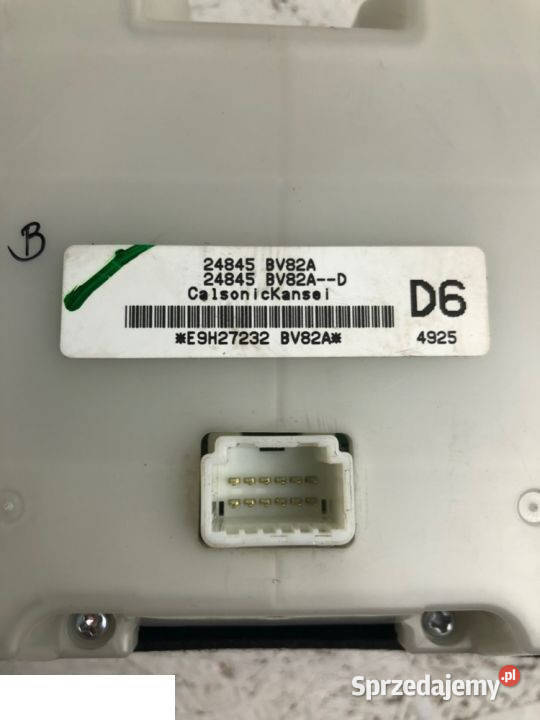 B
24845 BV82A
24845 BV82A--D
CalsonicKansei
D6
*E9H27232 BV82A*
4925
Sprzedajemy.pl